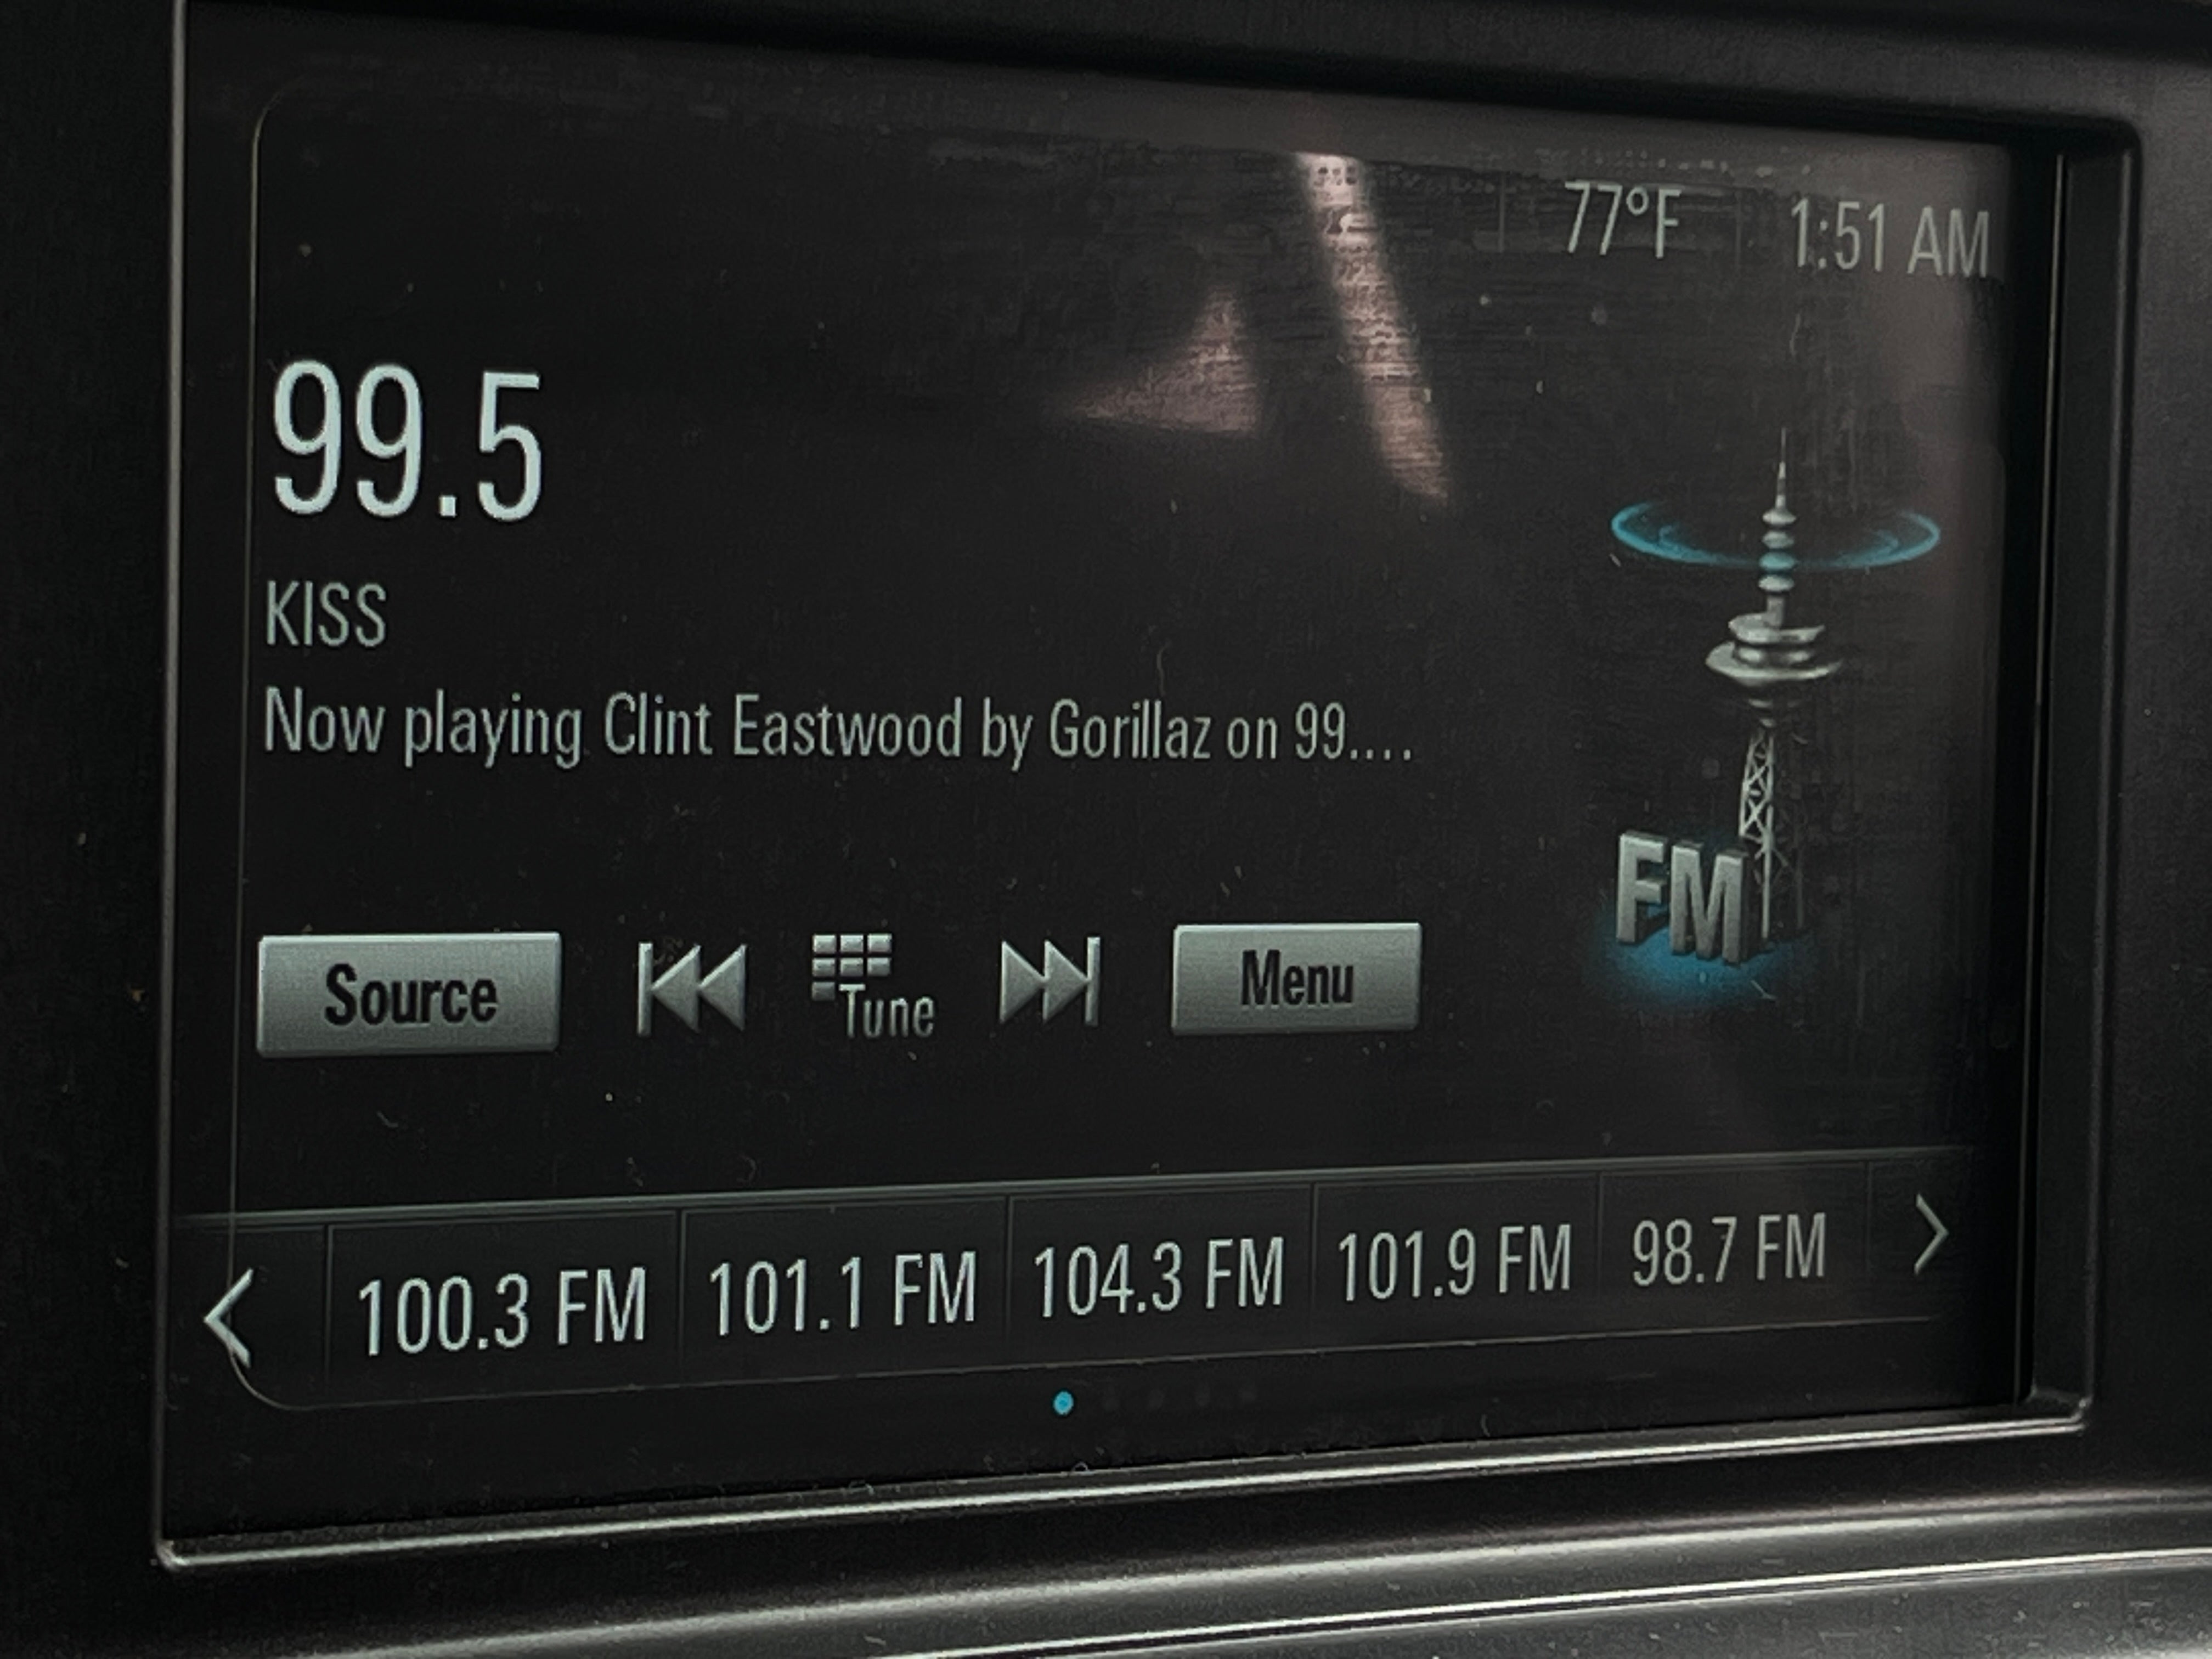 77°F 1:51 AM
99.5
KISS
Now playing Clint Eastwood by Gorillaz on 99....
FM
Source Tune Menu
100.3 FM 101.1 FM 104.3 FM 101.9 FM 98.7 FM